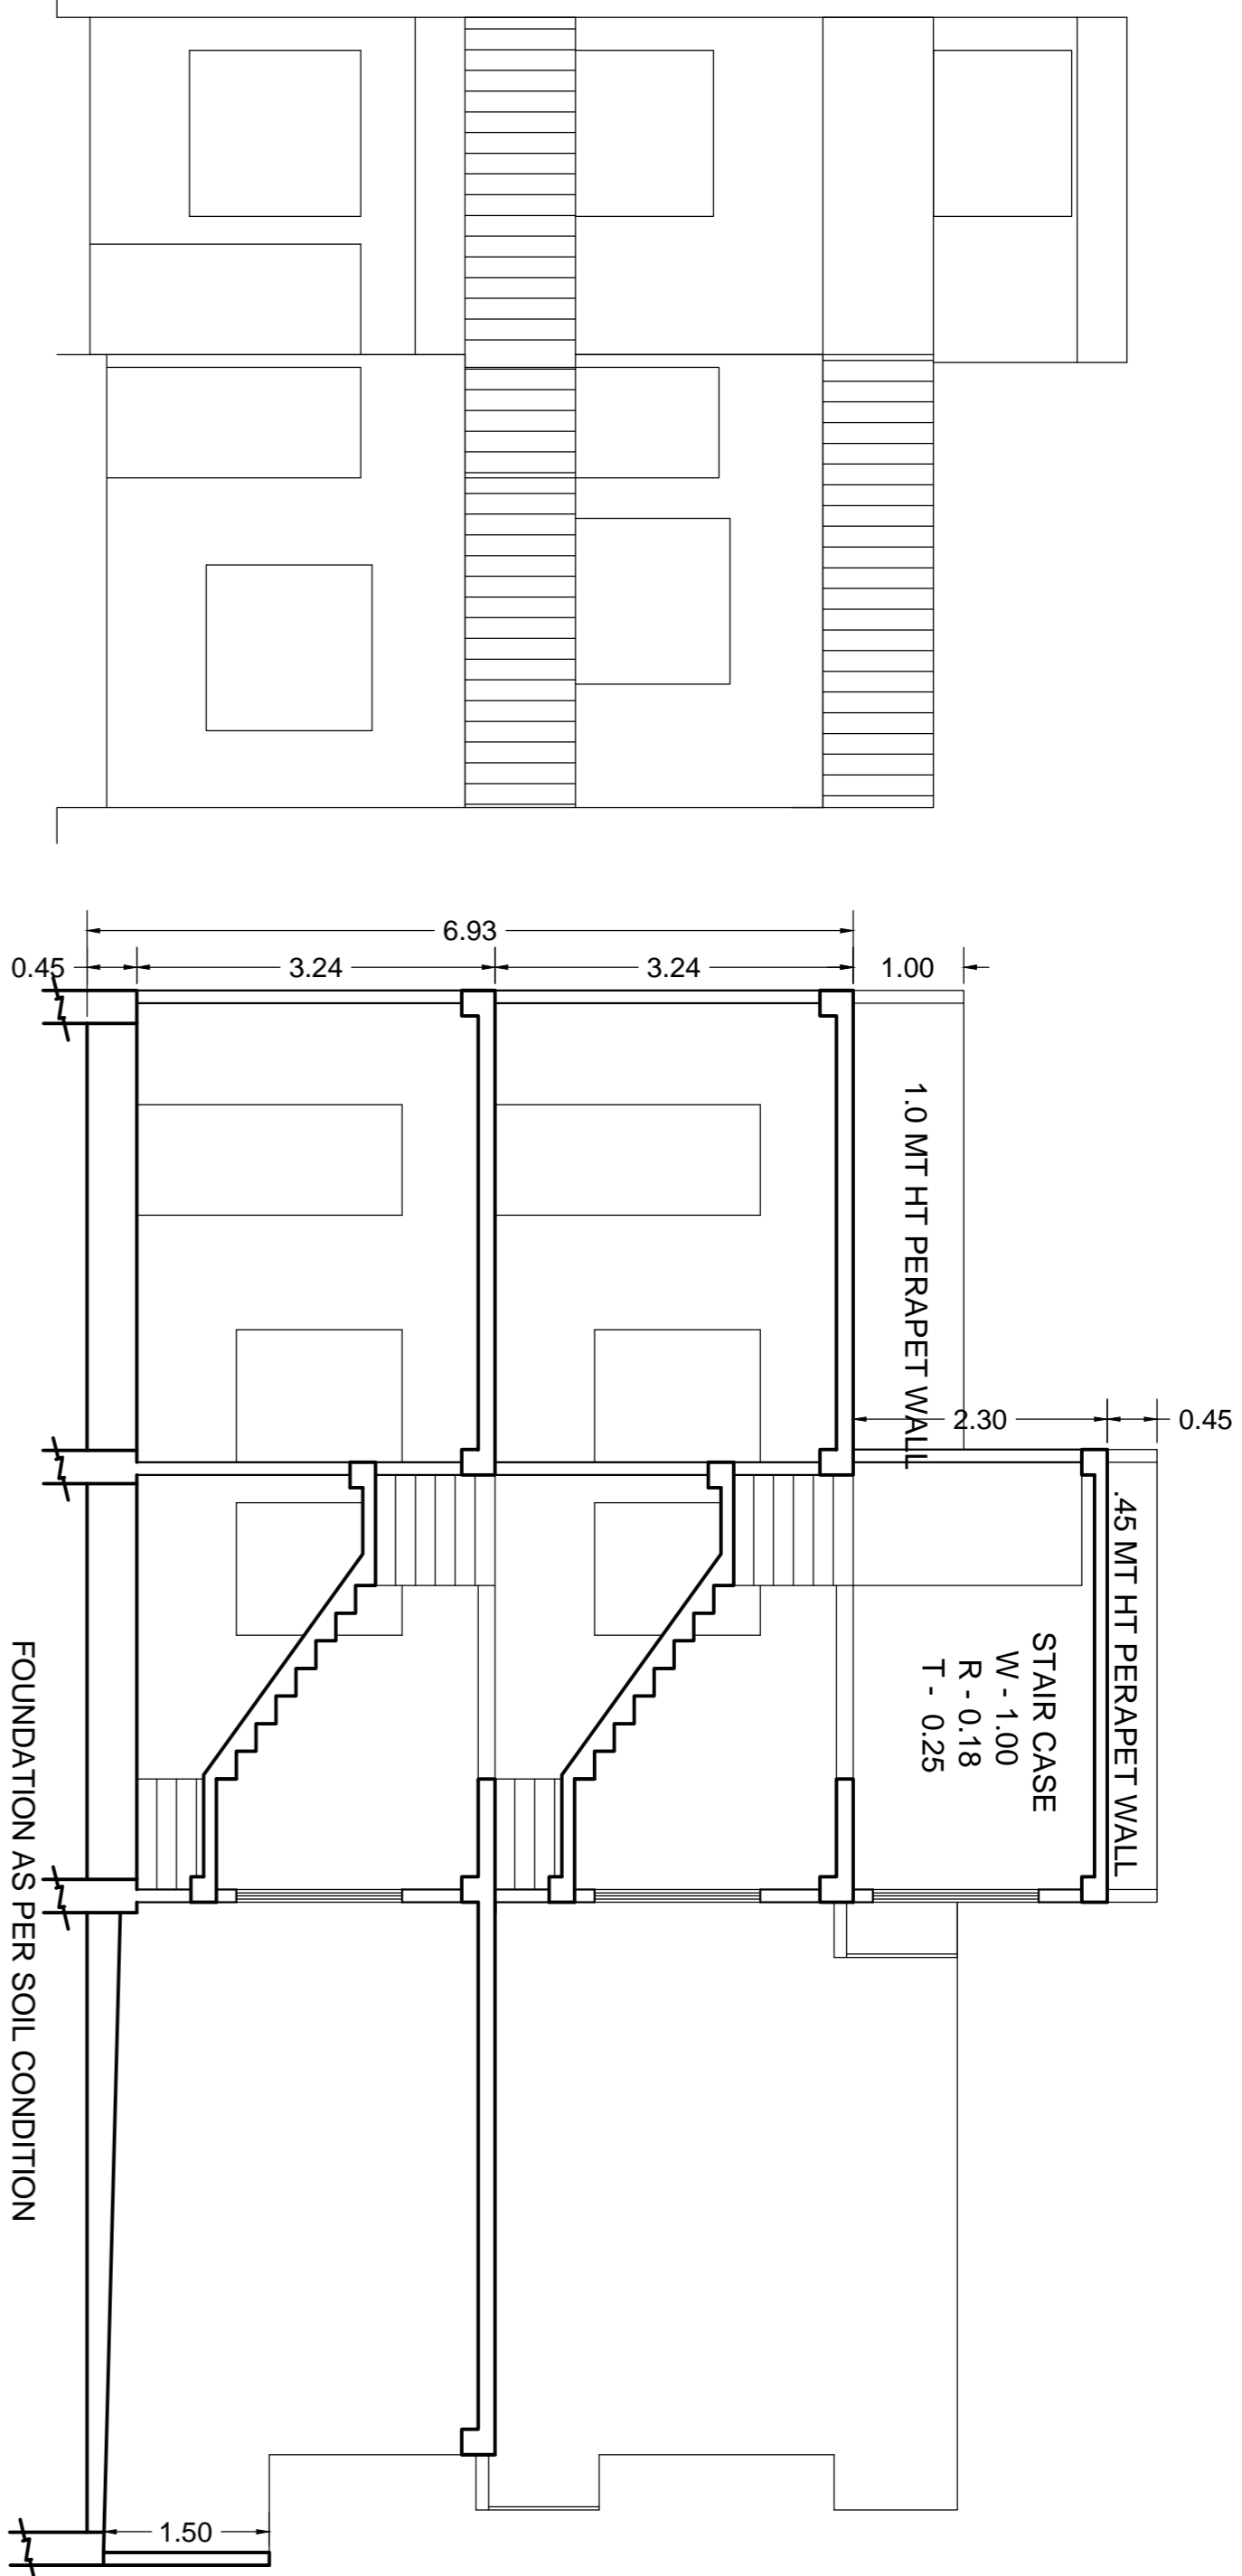 6.93
0.45
3.24
3.24
1.00
1.0 MT HT PERAPET WALL
2.30
0.45
.45 MT HT PERAPET WALL
STAIR CASE
W - 1.00
R - 0.18
T - 0.25
FOUNDATION AS PER SOIL CONDITION
1.50